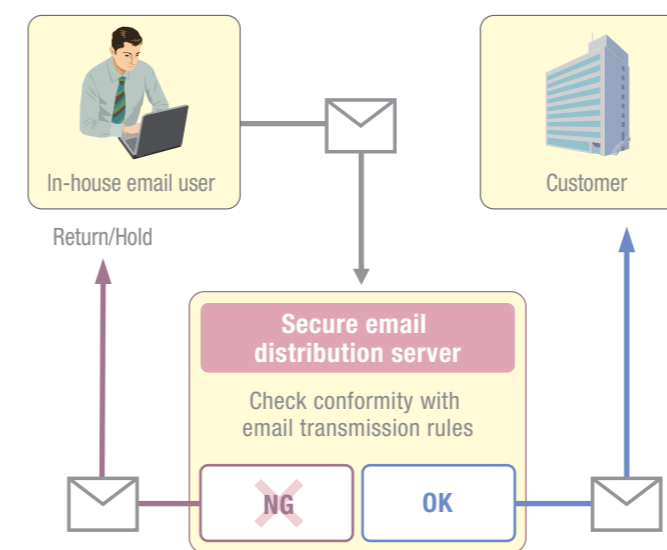 In-house email user
Customer
Return/Hold
Secure email
distribution server
Check conformity with
email transmission rules
NG
OK